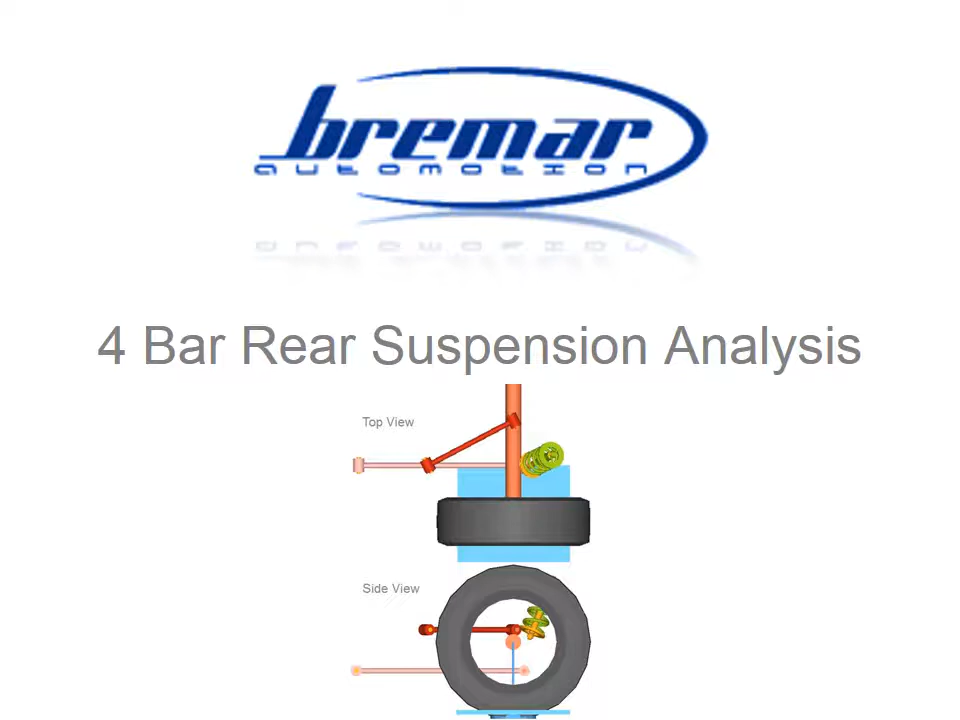 bremar
automotion
4 Bar Rear Suspension Analysis
Top View
Side View